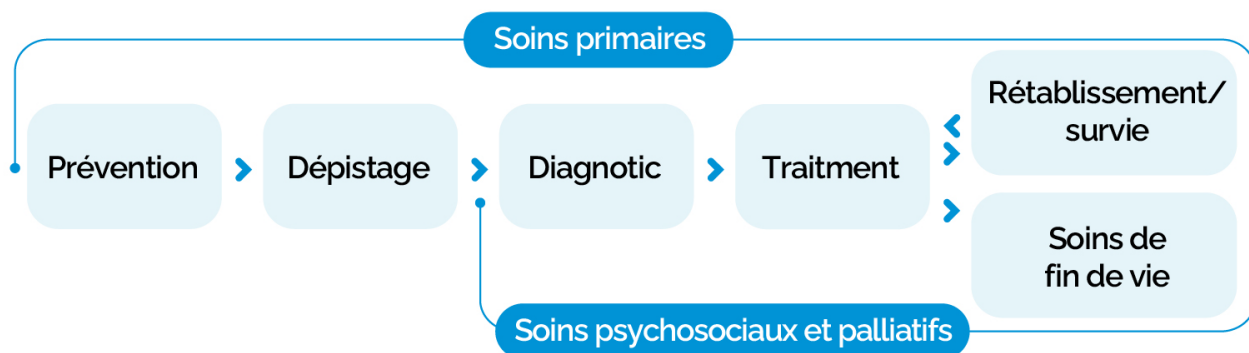 Soins primaires
Prévention
Dépistage
Diagnotic
Traitment
Rétablissement/
survie
Soins de
fin de vie
Soins psychosociaux et palliatifs